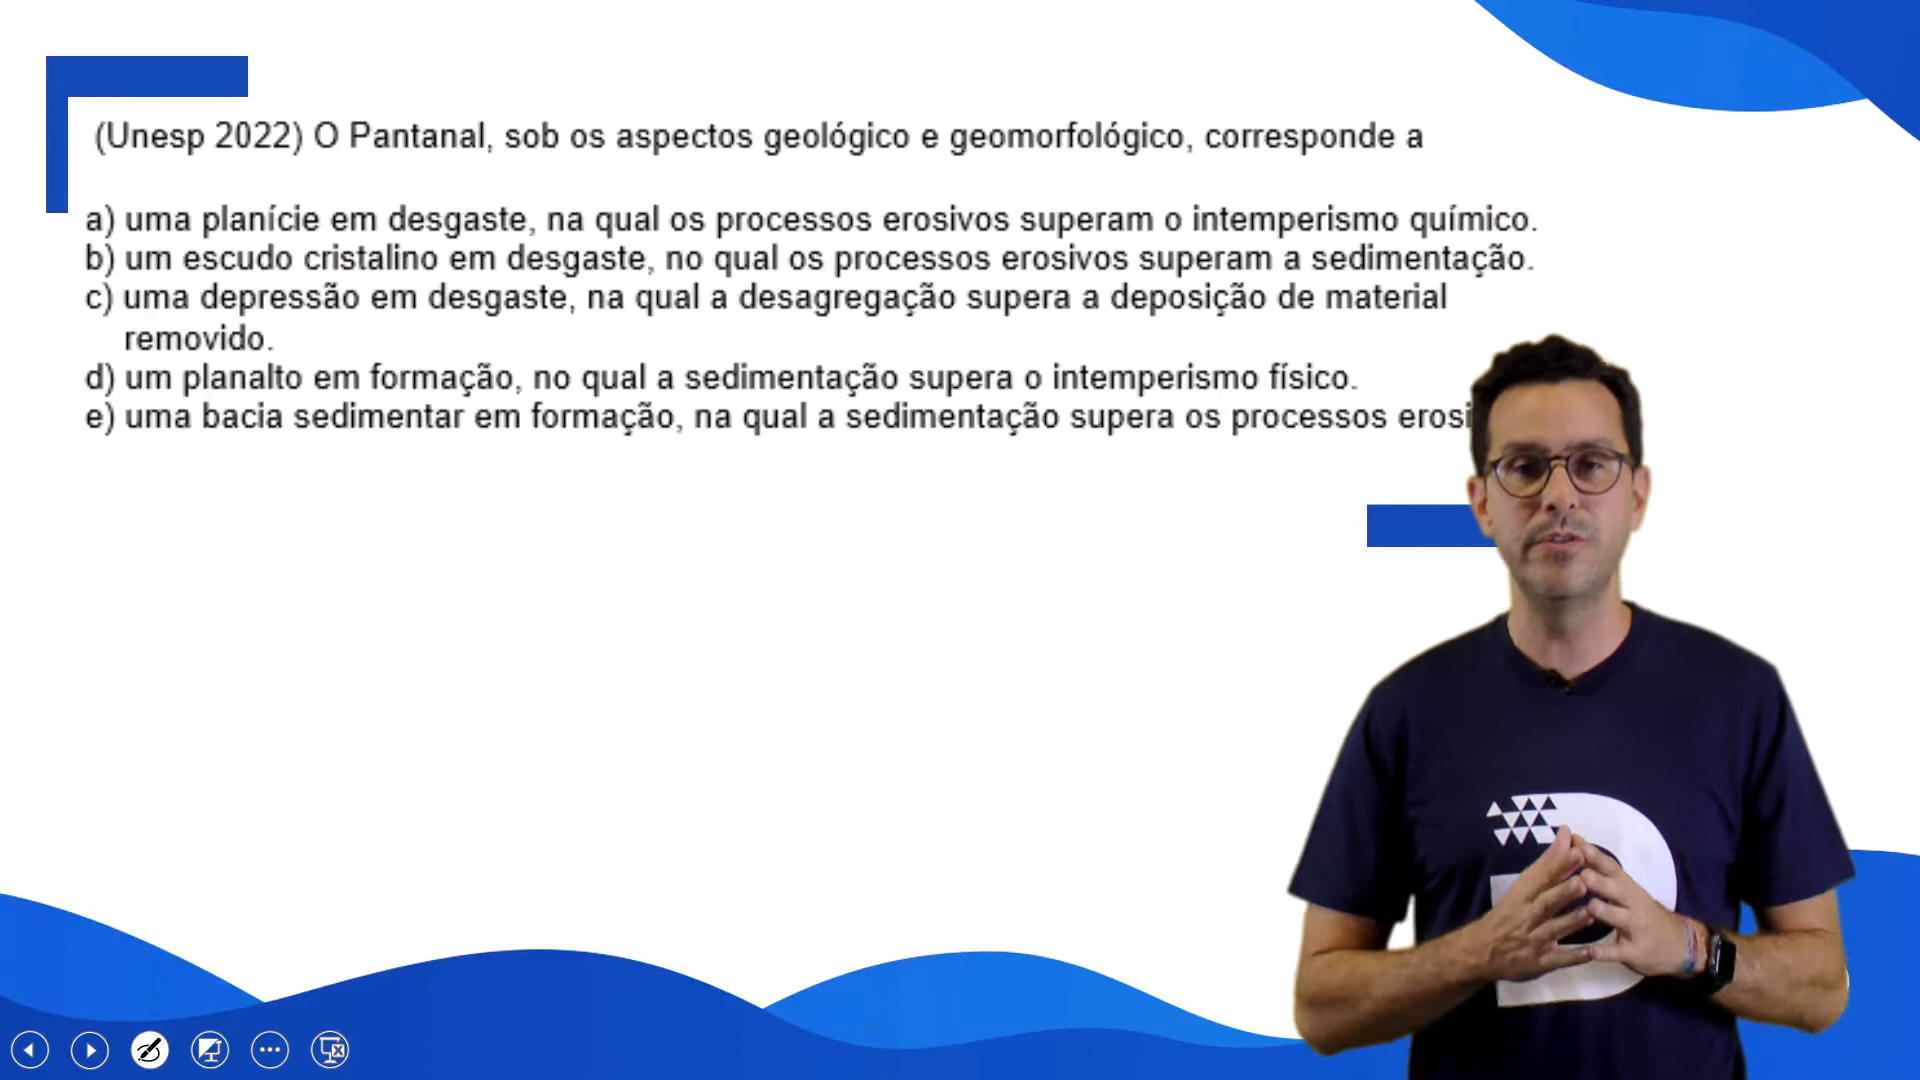 (Unesp 2022) O Pantanal, sob os aspectos geológico e geomorfológico, corresponde a
a) uma planície em desgaste, na qual os processos erosivos superam o intemperismo químico.
b) um escudo cristalino em desgaste, no qual os processos erosivos superam a sedimentação.
c) uma depressão em desgaste, na qual a desagregação supera a deposição de material
removido.
d) um planalto em formação, no qual a sedimentação supera o intemperismo físico.
e) uma bacia sedimentar em formação, na qual a sedimentação supera os processos